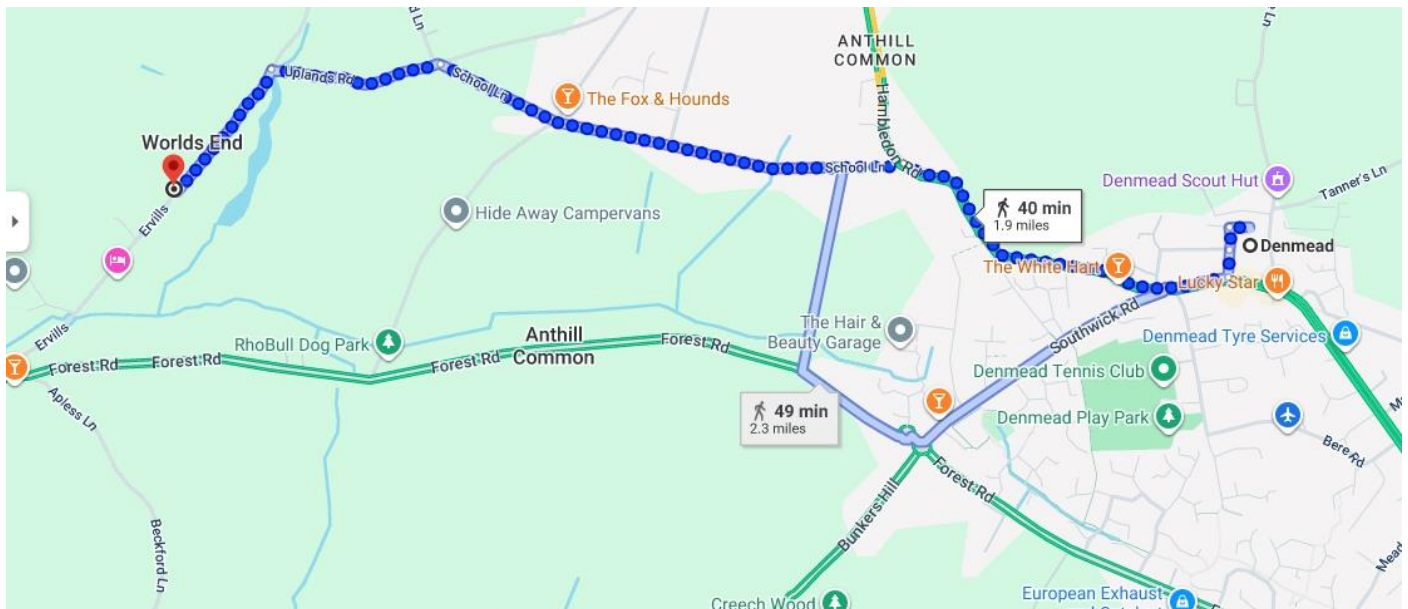 ANTHILL
COMMON
Uplands Rd
School Ln
The Fox & Hounds
Hambledon Rd
Worlds End
School Ln
Denmead Scout Hut
Tanner's Ln
40 min
1.9 miles
Hide Away Campervans
Ervills
Denmead
The White Hart
Lucky Star
Southwick Rd
The Hair &
Beauty Garage
Denmead Tyre Services
Ervills
RhoBull Dog Park
Anthill
Common
Forest Rd
Forest Rd
Forest Rd
Forest Rd
Denmead Tennis Club
Apless Ln
49 min
2.3 miles
Denmead Play Park
Bere Rd
Forest Rd
Bunkers Hill
Beckford Ln
Mead
Creech Wood
European Exhaust